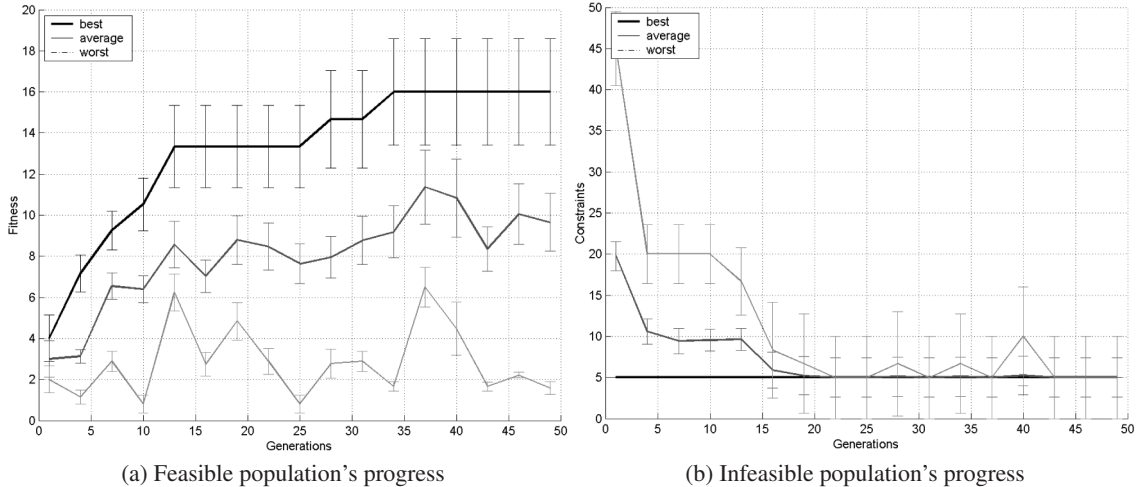 best
average
worst
20
18
16
14
12
10
8
6
4
2
0
Fitness
0 5 10 15 20 25 30 35 40 45 50
Generations
(a) Feasible population's progress
best
average
worst
50
45
40
35
30
25
20
15
10
5
0
Constraints
0 5 10 15 20 25 30 35 40 45 50
Generations
(b) Infeasible population's progress